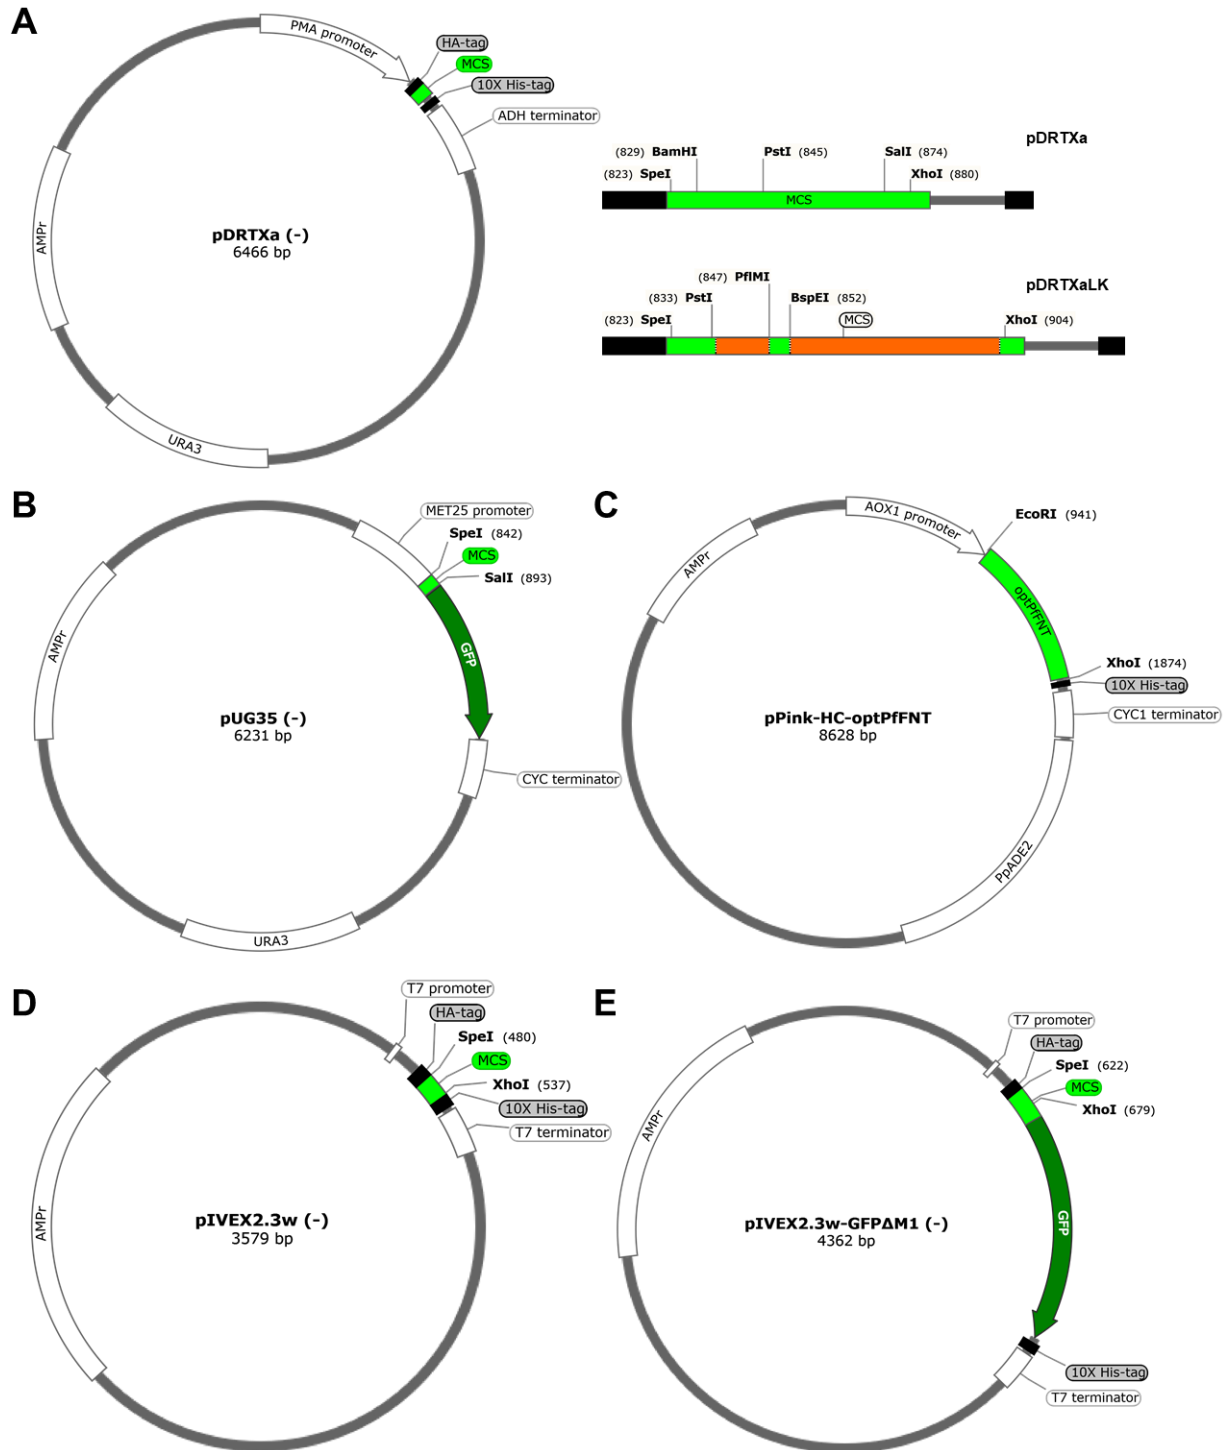 A
PMA promoter
HA-tag
MCS
10X His-tag
ADH terminator
AMPr
pDRTXa (-)
6466 bp
URA3
pDRTXa
(829) BamHI
PstI (845)
SalI (874)
(823) SpeI
XhoI (880)
MCS
pDRTXaLK
(847) PflMI
(833) PstI
BspEI (852)
(823) SpeI
MCS
XhoI (904)
B
MET25 promoter
SpeI (842)
MCS
SalI (893)
AMPr
GFP
pUG35 (-)
6231 bp
CYC terminator
URA3
C
AOX1 promoter
EcoRI (941)
AMPr
optPfFNT
XhoI (1874)
10X His-tag
CYC1 terminator
pPink-HC-optPfFNT
8628 bp
PpADE2
D
T7 promoter
HA-tag
SpeI (480)
MCS
XhoI (537)
10X His-tag
T7 terminator
AMPr
pIVEX2.3w (-)
3579 bp
E
T7 promoter
HA-tag
SpeI (622)
MCS
XhoI (679)
AMPr
GFP
pIVEX2.3w-GFPΔM1 (-)
4362 bp
10X His-tag
T7 terminator